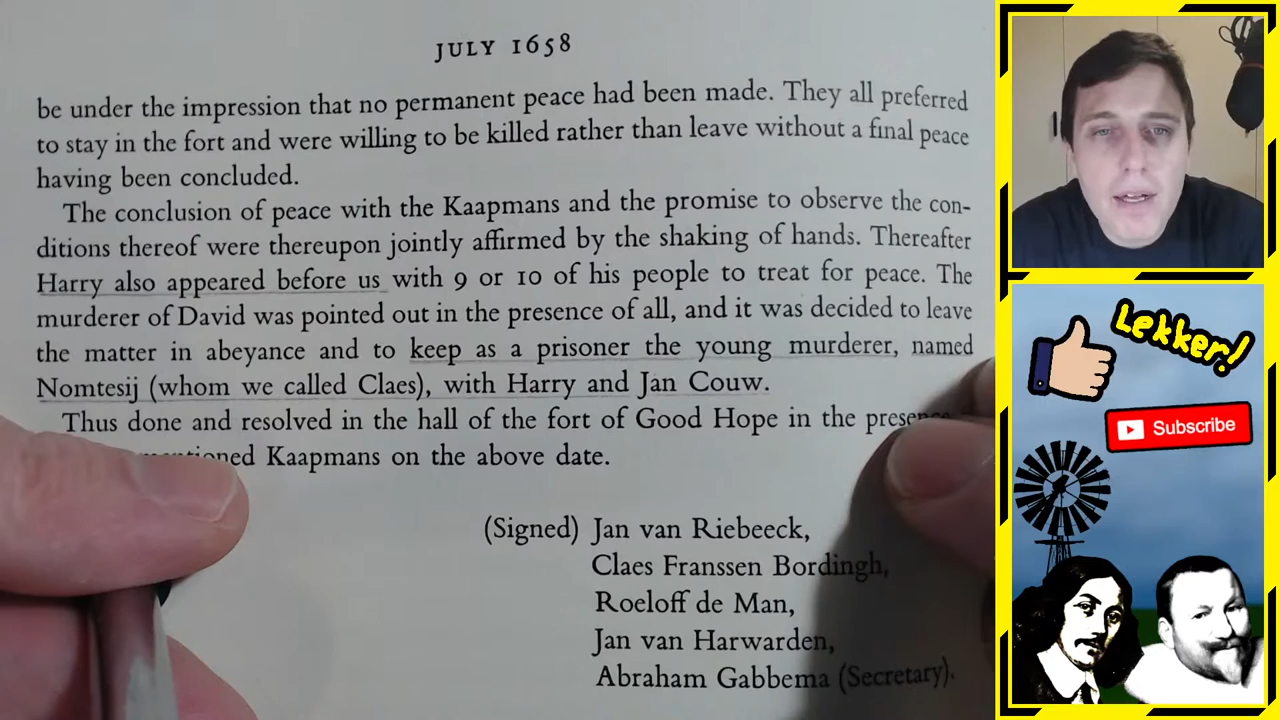 JULY 1658
be under the impression that no permanent peace had been made. They all preferred
to stay in the fort and were willing to be killed rather than leave without a final peace
having been concluded.
The conclusion of peace with the Kaapmans and the promise to observe the con-
ditions thereof were thereupon jointly affirmed by the shaking of hands. Thereafter
Harry also appeared before us with 9 or 10 of his people to treat for peace. The
murderer of David was pointed out in the presence of all, and it was decided to leave
the matter in abeyance and to keep as a prisoner the young murderer, named
Nomtesij (whom we called Claes), with Harry and Jan Couw.
Thus done and resolved in the hall of the fort of Good Hope in the
Kaapmans on the above date.
(Signed) Jan van Riebeeck,
Claes Franssen Bordingh,
Roeloff de Man,
Jan van Harwarden,
Abraham Gabbema (Secretary).
Lekker!
Subscribe